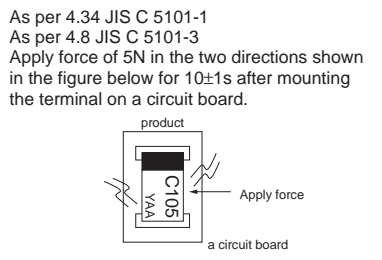 As per 4.34 JIS C 5101-1
As per 4.8 JIS C 5101-3
Apply force of 5N in the two directions shown
in the figure below for 10±1s after mounting
the terminal on a circuit board.
product
C105
YAA
Apply force
a circuit board